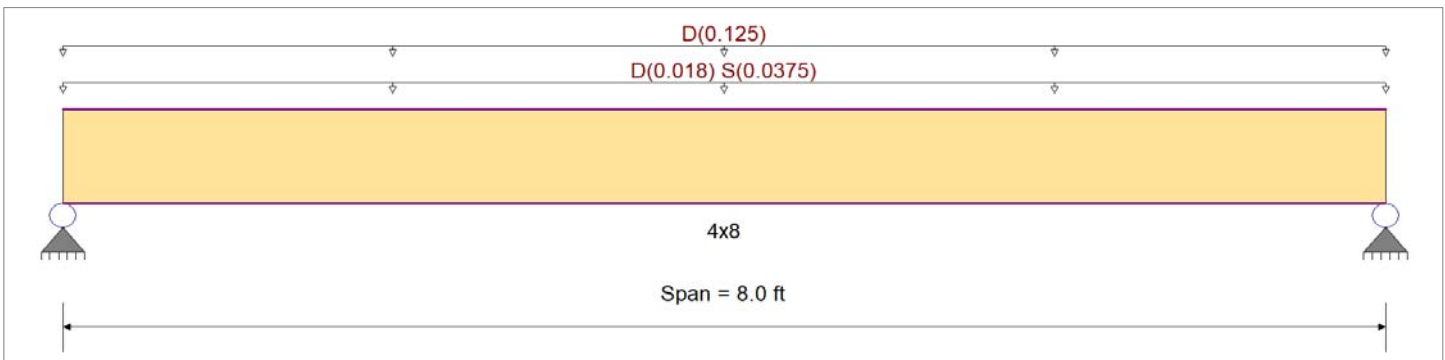 D(0.125)
D(0.018) S(0.0375)
4x8
Span = 8.0 ft